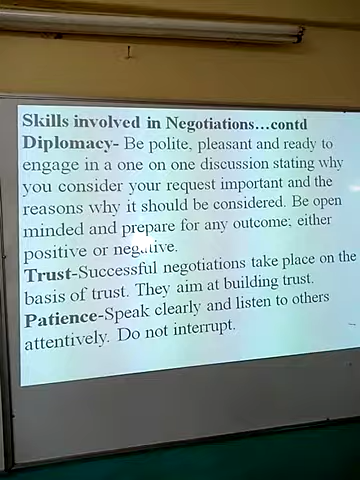 Skills involved in Negotiations...contd
Diplomacy- Be polite, pleasant and ready to
engage in a one on one discussion stating why
you consider your request important and the
reasons why it should be considered. Be open
minded and prepare for any outcome; either
positive or negative.
Trust-Successful negotiations take place on the
basis of trust. They aim at building trust.
Patience-Speak clearly and listen to others
attentively. Do not interrupt.